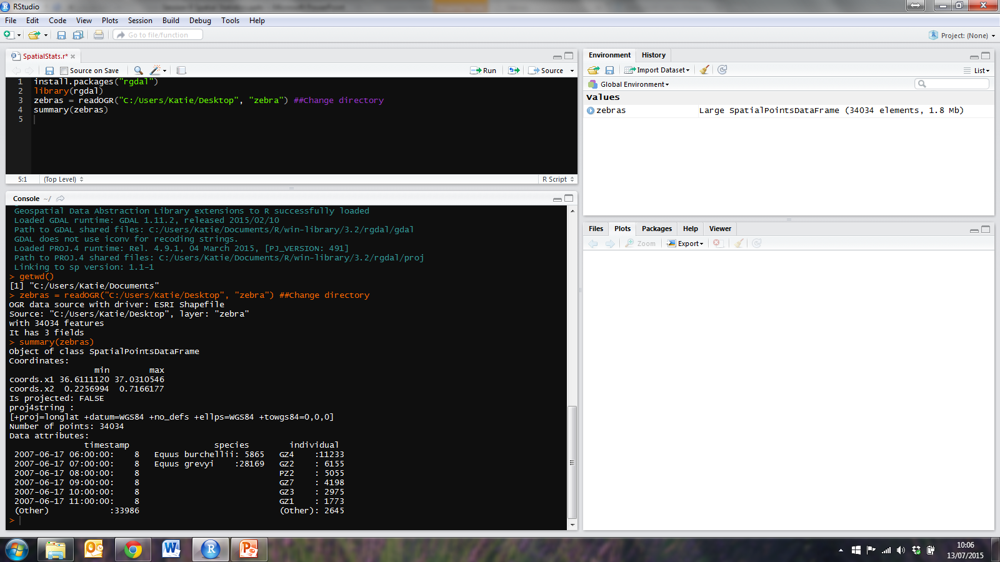 RStudio
File Edit Code View Plots Session Build Debug Tools Help
Go to file/function
Project: (None)
SpatialStats.r*
Source on Save
Run
Source
1 install.packages("rgdal")
2 library(rgdal)
3 zebras = readOGR("C:/Users/Katie/Desktop", "zebra") ##Change directory
4 summary(zebras)
5
5:1 (Top Level) R Script
Console ~/
Geospatial Data Abstraction Library extensions to R successfully loaded
Loaded GDAL runtime: GDAL 1.11.2, released 2015/02/10
Path to GDAL shared files: C:/Users/Katie/Documents/R/win-library/3.2/rgdal/gdal
GDAL does not use iconv for recoding strings.
Loaded PROJ.4 runtime: Rel. 4.9.1, 04 March 2015, [PJ_VERSION: 491]
Path to PROJ.4 shared files: C:/Users/Katie/Documents/R/win-library/3.2/rgdal/proj
Linking to sp version: 1.1-1
> getwd()
[1] "C:/Users/Katie/Documents"
> zebras = readOGR("C:/Users/Katie/Desktop", "zebra") ##Change directory
OGR data source with driver: ESRI Shapefile
Source: "C:/Users/Katie/Desktop", layer: "zebra"
with 34034 features
It has 3 fields
> summary(zebras)
Object of class SpatialPointsDataFrame
Coordinates:
min max
coords.x1 36.6111120 37.0310546
coords.x2 0.2256994 0.7166177
Is projected: FALSE
proj4string :
[+proj=longlat +datum=WGS84 +no_defs +ellps=WGS84 +towgs84=0,0,0]
Number of points: 34034
Data attributes:
timestamp species individual
2007-06-17 06:00:00: 8 Equus burchellii: 5865 GZ4 :11233
2007-06-17 07:00:00: 8 Equus grevyi :28169 GZ2 : 6155
2007-06-17 08:00:00: 8 PZ2 : 5055
2007-06-17 09:00:00: 8 GZ7 : 4198
2007-06-17 10:00:00: 8 GZ3 : 2975
2007-06-17 11:00:00: 8 GZ1 : 1773
(Other) :33986 (Other): 2645
>
Environment History
Import Dataset
List
Global Environment
Values
zebras Large SpatialPointsDataFrame (34034 elements, 1.8 Mb)
Files Plots Packages Help Viewer
Zoom Export
10:06
13/07/2015